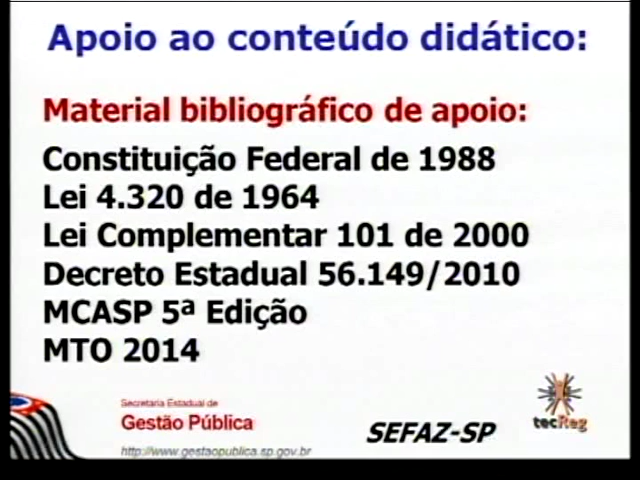 Apoio ao conteúdo didático:
Material bibliográfico de apoio:
Constituição Federal de 1988
Lei 4.320 de 1964
Lei Complementar 101 de 2000
Decreto Estadual 56.149/2010
MCASP 5ª Edição
MTO 2014
Secretaria Estadual de
Gestão Pública
http://www.gestaopublica.sp.gov.br
SEFAZ-SP
tecReg